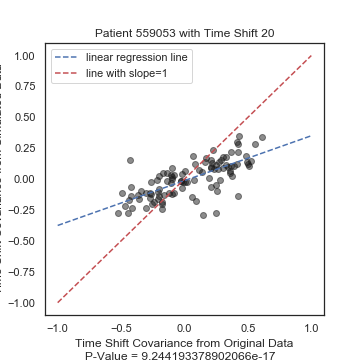 Patient 559053 with Time Shift 20
linear regression line
line with slope=1
1.00
0.75
0.50
0.25
0.00
−0.25
−0.50
−0.75
−1.00
−1.0
−0.5
0.0
0.5
1.0
Time Shift Covariance from Original Data
P-Value = 9.244193378902066e-17